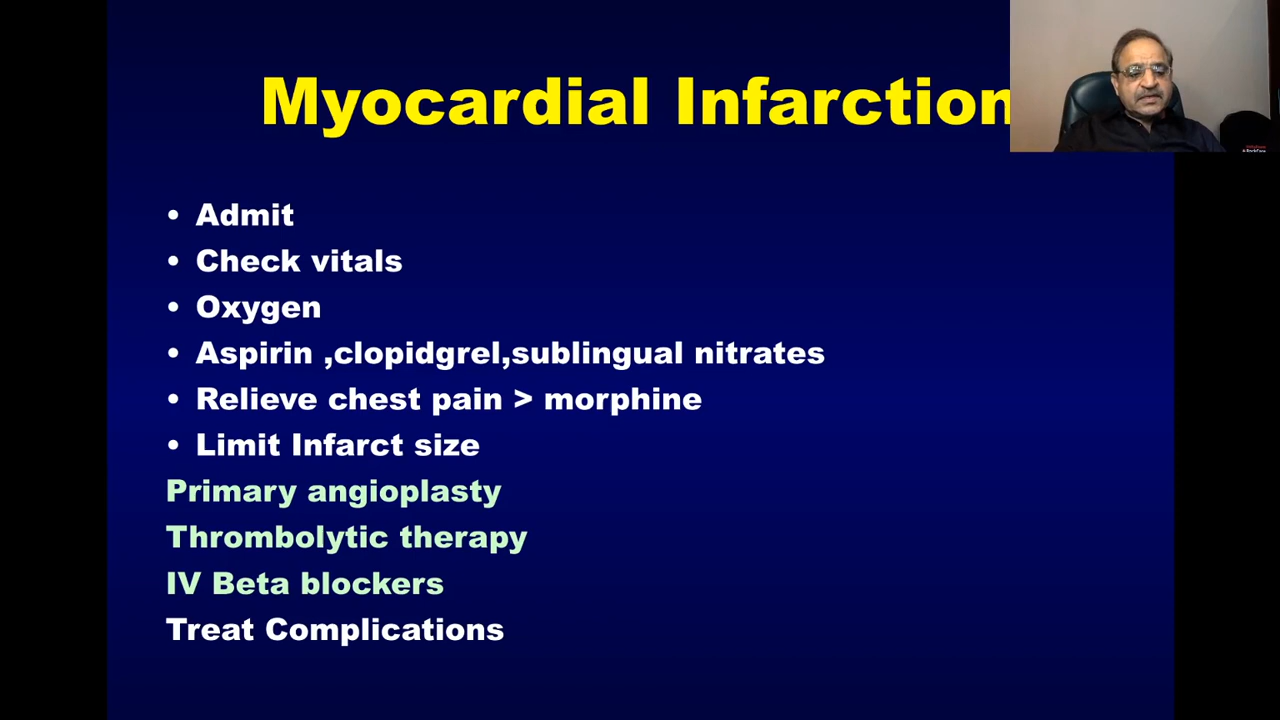 Myocardial Infarction
• Admit
• Check vitals
• Oxygen
• Aspirin ,clopidgrel,sublingual nitrates
• Relieve chest pain > morphine
• Limit Infarct size
Primary angioplasty
Thrombolytic therapy
IV Beta blockers
Treat Complications